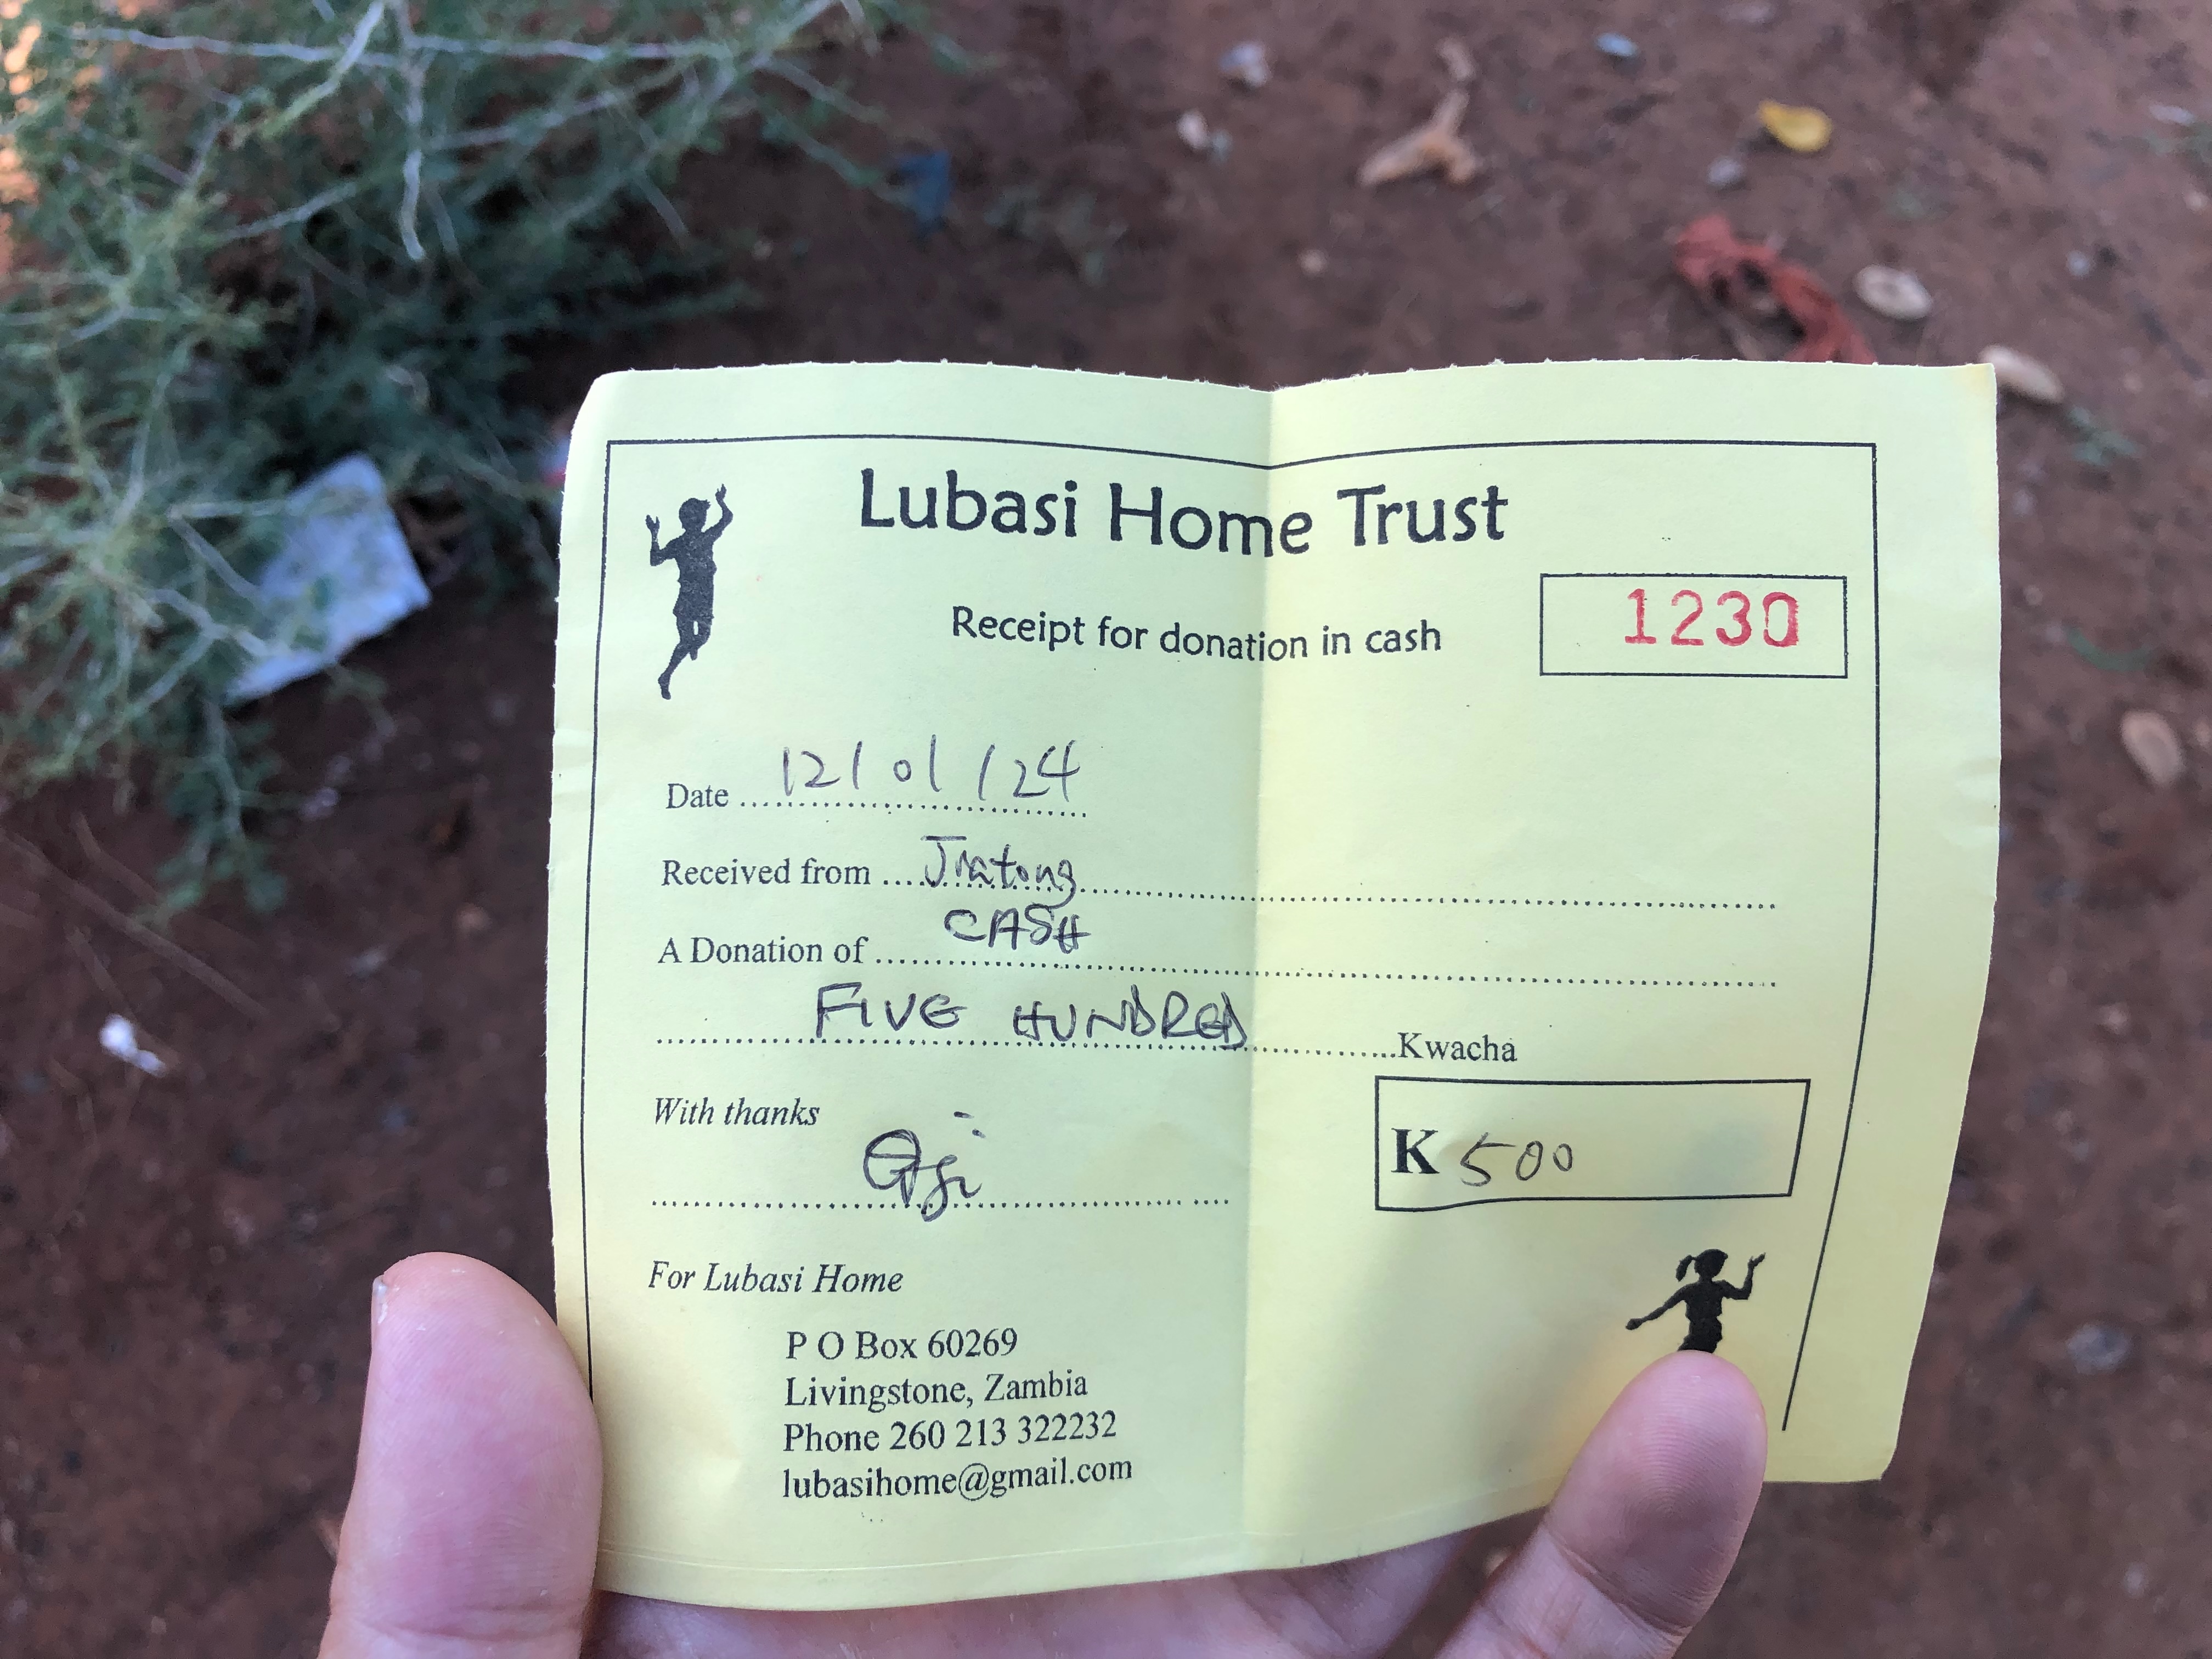 Lubasi Home Trust
Receipt for donation in cash
1230
Date 12/01/24
Received from Jiatong
A Donation of CASH
FIVE HUNDRED Kwacha
With thanks
K 500
For Lubasi Home
P O Box 60269
Livingstone, Zambia
Phone 260 213 322232
lubasihome@gmail.com